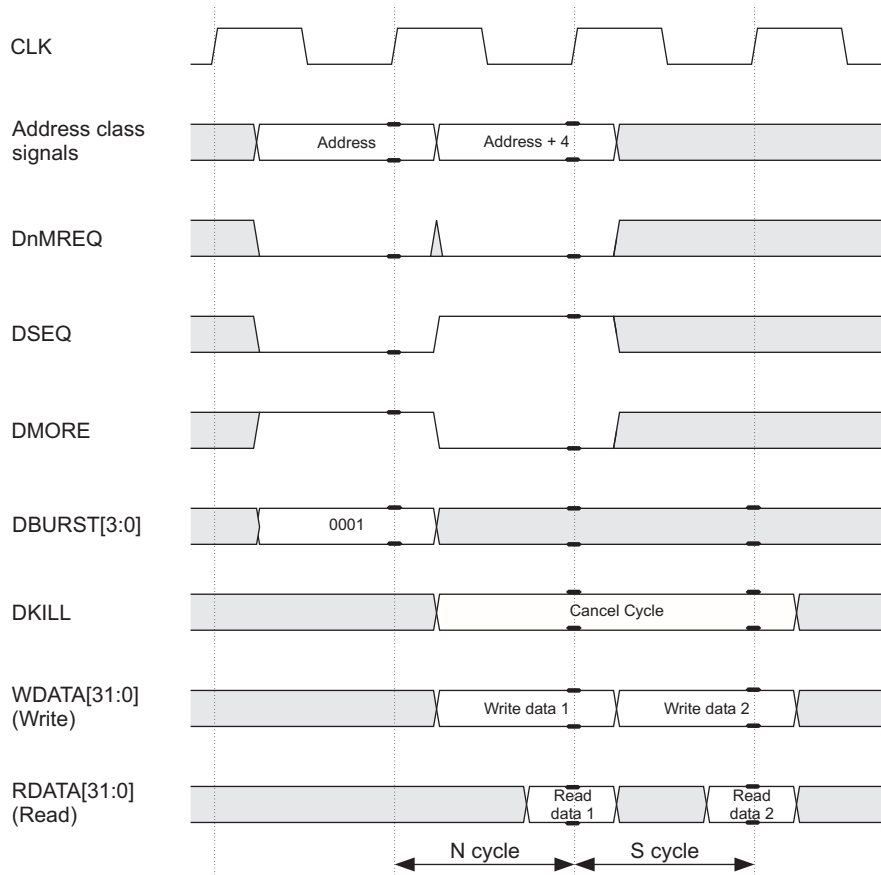 CLK
Address class
signals
Address
Address + 4
DnMREQ
DSEQ
DMORE
DBURST[3:0]
0001
DKILL
Cancel Cycle
WDATA[31:0]
(Write)
Write data 1
Write data 2
RDATA[31:0]
(Read)
Read
data 1
Read
data 2
N cycle
S cycle